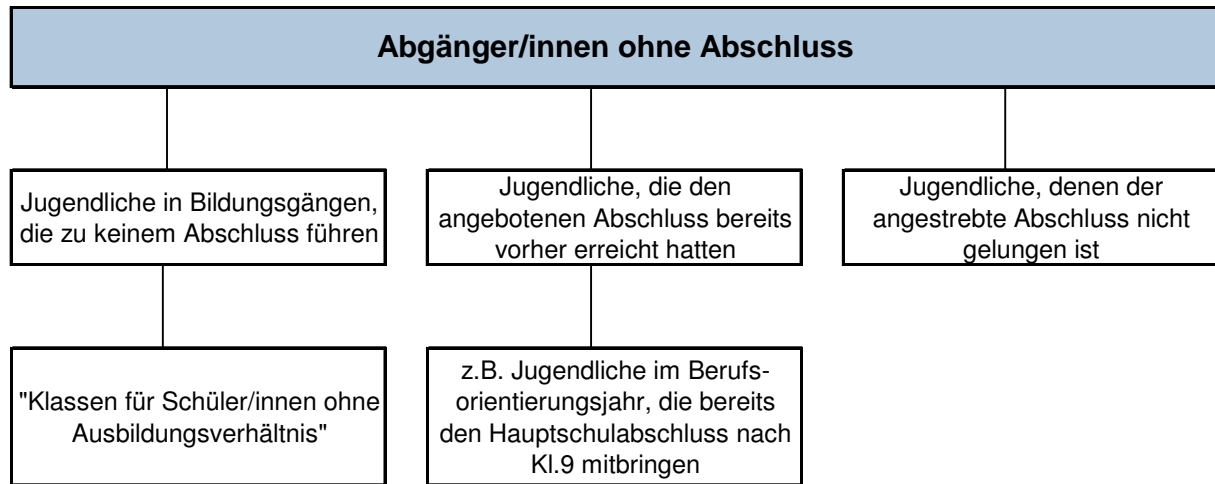 Abgänger/innen ohne Abschluss
Jugendliche in Bildungsgängen,
die zu keinem Abschluss führen
Jugendliche, die den
angebotenen Abschluss bereits
vorher erreicht hatten
Jugendliche, denen der
angestrebte Abschluss nicht
gelungen ist
"Klassen für Schüler/innen ohne
Ausbildungsverhältnis"
z.B. Jugendliche im Berufs-
orientierungsjahr, die bereits
den Hauptschulabschluss nach
Kl.9 mitbringen